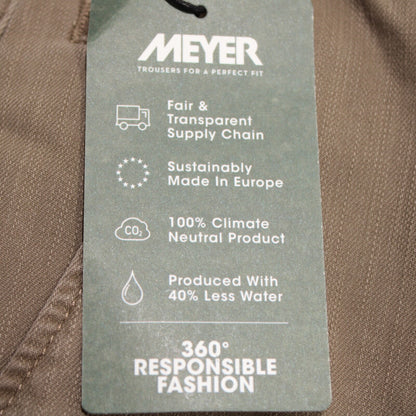 MEYER
TROUSERS FOR A PERFECT FIT
Fair &
Transparent
Supply Chain
Sustainably
Made In Europe
CO₂
100% Climate
Neutral Product
Produced With
40% Less Water
360°
RESPONSIBLE
FASHION